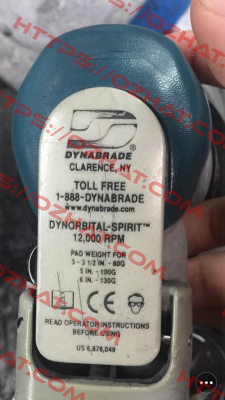 DYNABRADE®
CLARENCE, NY
TOLL FREE
1-888-DYNABRADE
www.dynabrade.com
DYNORBITAL-SPIRIT™
12,000 RPM
PAD WEIGHT FOR
3 - 3 1/2 IN. - 80G
5 IN. - 100G
6 IN. - 130G
CE
READ OPERATOR INSTRUCTIONS
BEFORE USING
US 6,878,049
HTTPS://OZHAT.COM